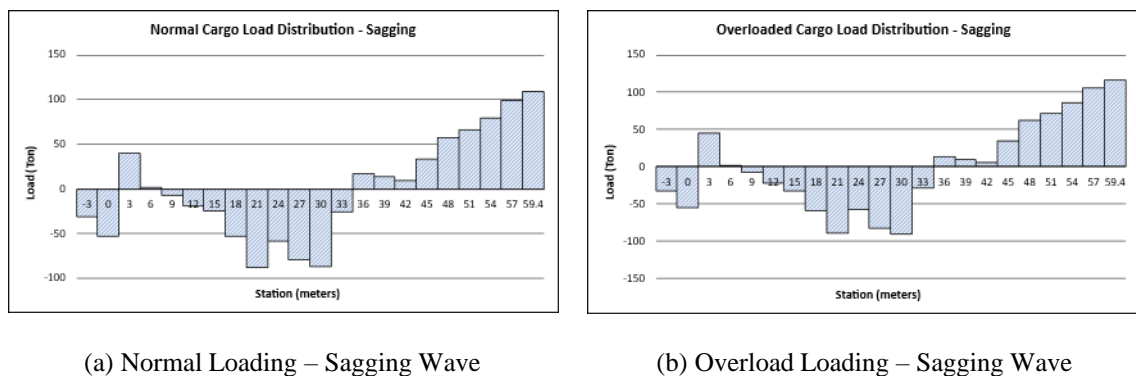 Normal Cargo Load Distribution - Sagging
150
100
50
0
-50
-100
Load (Ton)
-3 0 3 6 9 12 15 18 21 24 27 30 33 36 39 42 45 48 51 54 57 59.4
Station (meters)
(a) Normal Loading – Sagging Wave
Overloaded Cargo Load Distribution - Sagging
150
100
50
0
-50
-100
-150
Load (Ton)
-3 0 3 6 9 12 15 18 21 24 27 30 33 36 39 42 45 48 51 54 57 59.4
Station (meters)
(b) Overload Loading – Sagging Wave